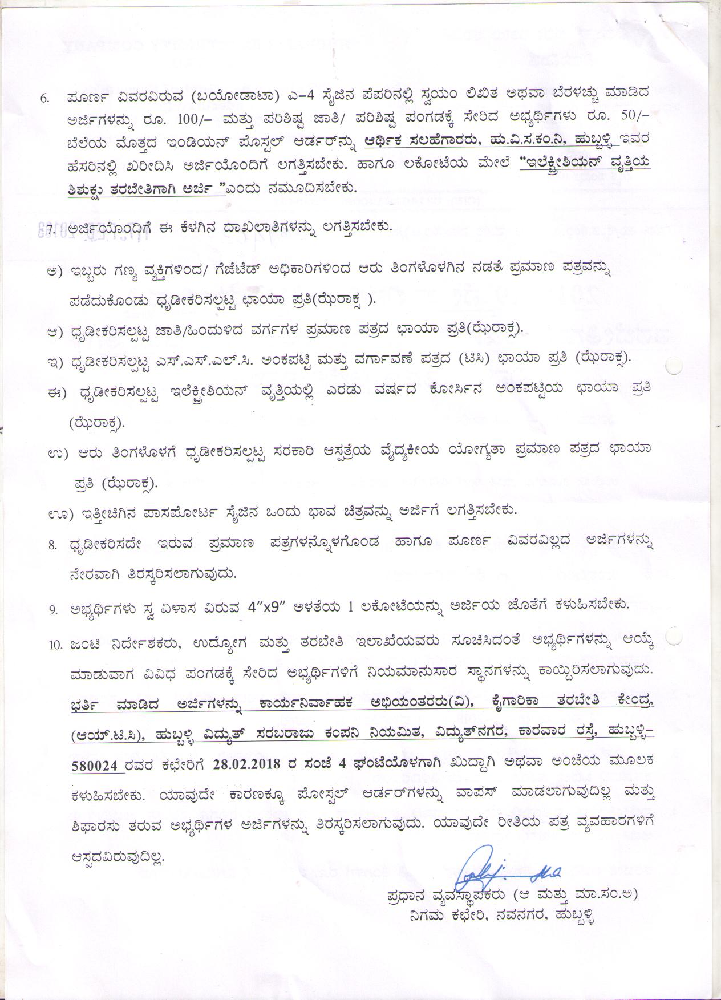 6. ಪೂರ್ಣ ವಿವರವಿರುವ (ಬಯೋಡಾಟಾ) ಎ–4 ಸೈಜಿನ ಪೆಪರಿನಲ್ಲಿ ಸ್ವಯಂ ಲಿಖಿತ ಅಥವಾ ಬೆರಳಚ್ಚು ಮಾಡಿದ
ಅರ್ಜಿಗಳನ್ನು ರೂ. 100/– ಮತ್ತು ಪರಿಶಿಷ್ಟ ಜಾತಿ/ ಪರಿಶಿಷ್ಟ ಪಂಗಡಕ್ಕೆ ಸೇರಿದ ಅಭ್ಯರ್ಥಿಗಳು ರೂ. 50/–
ಬೆಲೆಯ ಮೊತ್ತದ ಇಂಡಿಯನ್ ಪೊಸ್ಟಲ್ ಆರ್ಡರ್‌ನ್ನು ಆರ್ಥಿಕ ಸಲಹೆಗಾರರು, ಹು.ವಿ.ಸ.ಕಂ.ನಿ, ಹುಬ್ಬಳ್ಳಿ ಇವರ
ಹೆಸರಿನಲ್ಲಿ ಖರೀದಿಸಿ ಅರ್ಜಿಯೊಂದಿಗೆ ಲಗತ್ತಿಸಬೇಕು. ಹಾಗೂ ಲಕೋಟೆಯ ಮೇಲೆ “ಇಲೆಕ್ಟ್ರೀಶಿಯನ್ ವೃತ್ತಿಯ
ಶಿಶುಕ್ಷು ತರಬೇತಿಗಾಗಿ ಅರ್ಜಿ ”ಎಂದು ನಮೂದಿಸಬೇಕು.
7. ಅರ್ಜಿಯೊಂದಿಗೆ ಈ ಕೆಳಗಿನ ದಾಖಲಾತಿಗಳನ್ನು ಲಗತ್ತಿಸಬೇಕು.
ಅ) ಇಬ್ಬರು ಗಣ್ಯ ವ್ಯಕ್ತಿಗಳಿಂದ/ ಗೆಜೆಟೆಡ್ ಅಧಿಕಾರಿಗಳಿಂದ ಆರು ತಿಂಗಳೊಳಗಿನ ನಡತೆ ಪ್ರಮಾಣ ಪತ್ರವನ್ನು
ಪಡೆದುಕೊಂಡು ಧೃಡೀಕರಿಸಲ್ಪಟ್ಟ ಛಾಯಾ ಪ್ರತಿ(ಝೆರಾಕ್ಸ ).
ಆ) ಧೃಡೀಕರಿಸಲ್ಪಟ್ಟ ಜಾತಿ/ಹಿಂದುಳಿದ ವರ್ಗಗಳ ಪ್ರಮಾಣ ಪತ್ರದ ಛಾಯಾ ಪ್ರತಿ(ಝೆರಾಕ್ಸ).
ಇ) ಧೃಡೀಕರಿಸಲ್ಪಟ್ಟ ಎಸ್.ಎಸ್.ಎಲ್.ಸಿ. ಅಂಕಪಟ್ಟಿ ಮತ್ತು ವರ್ಗಾವಣೆ ಪತ್ರದ (ಟಿಸಿ) ಛಾಯಾ ಪ್ರತಿ (ಝೆರಾಕ್ಸ).
ಈ) ಧೃಡೀಕರಿಸಲ್ಪಟ್ಟ ಇಲೆಕ್ಟ್ರೀಶಿಯನ್ ವೃತ್ತಿಯಲ್ಲಿ ಎರಡು ವರ್ಷದ ಕೋರ್ಸಿನ ಅಂಕಪಟ್ಟಿಯ ಛಾಯಾ ಪ್ರತಿ
(ಝೆರಾಕ್ಸ).
ಉ) ಆರು ತಿಂಗಳೊಳಗೆ ಧೃಡೀಕರಿಸಲ್ಪಟ್ಟ ಸರಕಾರಿ ಆಸ್ಪತ್ರೆಯ ವೈದ್ಯಕೀಯ ಯೋಗ್ಯತಾ ಪ್ರಮಾಣ ಪತ್ರದ ಛಾಯಾ
ಪ್ರತಿ (ಝೆರಾಕ್ಸ).
ಊ) ಇತ್ತೀಚಿಗಿನ ಪಾಸಪೋರ್ಟ ಸೈಜಿನ ಒಂದು ಭಾವ ಚಿತ್ರವನ್ನು ಅರ್ಜಿಗೆ ಲಗತ್ತಿಸಬೇಕು.
8. ಧೃಡೀಕರಿಸದೇ ಇರುವ ಪ್ರಮಾಣ ಪತ್ರಗಳನ್ನೊಳಗೊಂಡ ಹಾಗೂ ಪೂರ್ಣ ವಿವರವಿಲ್ಲದ ಅರ್ಜಿಗಳನ್ನು
ನೇರವಾಗಿ ತಿರಸ್ಕರಿಸಲಾಗುವುದು.
9. ಅಭ್ಯರ್ಥಿಗಳು ಸ್ವ ವಿಳಾಸ ವಿರುವ 4”x9” ಅಳತೆಯ 1 ಲಕೋಟೆಯನ್ನು ಅರ್ಜಿಯ ಜೊತೆಗೆ ಕಳುಹಿಸಬೇಕು.
10. ಜಂಟಿ ನಿರ್ದೇಶಕರು, ಉದ್ಯೋಗ ಮತ್ತು ತರಬೇತಿ ಇಲಾಖೆಯವರು ಸೂಚಿಸಿದಂತೆ ಅಭ್ಯರ್ಥಿಗಳನ್ನು ಆಯ್ಕೆ
ಮಾಡುವಾಗ ವಿವಿಧ ಪಂಗಡಕ್ಕೆ ಸೇರಿದ ಅಭ್ಯರ್ಥಿಗಳಿಗೆ ನಿಯಮಾನುಸಾರ ಸ್ಥಾನಗಳನ್ನು ಕಾಯ್ದಿರಿಸಲಾಗುವುದು.
ಭರ್ತಿ ಮಾಡಿದ ಅರ್ಜಿಗಳನ್ನು ಕಾರ್ಯನಿರ್ವಾಹಕ ಅಭಿಯಂತರರು(ವಿ), ಕೈಗಾರಿಕಾ ತರಬೇತಿ ಕೇಂದ್ರ,
(ಆಯ್.ಟಿ.ಸಿ), ಹುಬ್ಬಳ್ಳಿ ವಿದ್ಯುತ್ ಸರಬರಾಜು ಕಂಪನಿ ನಿಯಮಿತ, ವಿದ್ಯುತ್‌ನಗರ, ಕಾರವಾರ ರಸ್ತೆ, ಹುಬ್ಬಳ್ಳಿ–
580024 ರವರ ಕಛೇರಿಗೆ 28.02.2018 ರ ಸಂಜೆ 4 ಘಂಟೆಯೊಳಗಾಗಿ ಖುದ್ದಾಗಿ ಅಥವಾ ಅಂಚೆಯ ಮೂಲಕ
ಕಳುಹಿಸಬೇಕು. ಯಾವುದೇ ಕಾರಣಕ್ಕೂ ಪೋಸ್ಟಲ್ ಆರ್ಡರ್‌ಗಳನ್ನು ವಾಪಸ್ ಮಾಡಲಾಗುವುದಿಲ್ಲ ಮತ್ತು
ಶಿಫಾರಸು ತರುವ ಅಭ್ಯರ್ಥಿಗಳ ಅರ್ಜಿಗಳನ್ನು ತಿರಸ್ಕರಿಸಲಾಗುವುದು. ಯಾವುದೇ ರೀತಿಯ ಪತ್ರ ವ್ಯವಹಾರಗಳಿಗೆ
ಆಸ್ಪದವಿರುವುದಿಲ್ಲ.
ಪ್ರಧಾನ ವ್ಯವಸ್ಥಾಪಕರು (ಆ ಮತ್ತು ಮಾ.ಸಂ.ಅ)
ನಿಗಮ ಕಛೇರಿ, ನವನಗರ, ಹುಬ್ಬಳ್ಳಿ